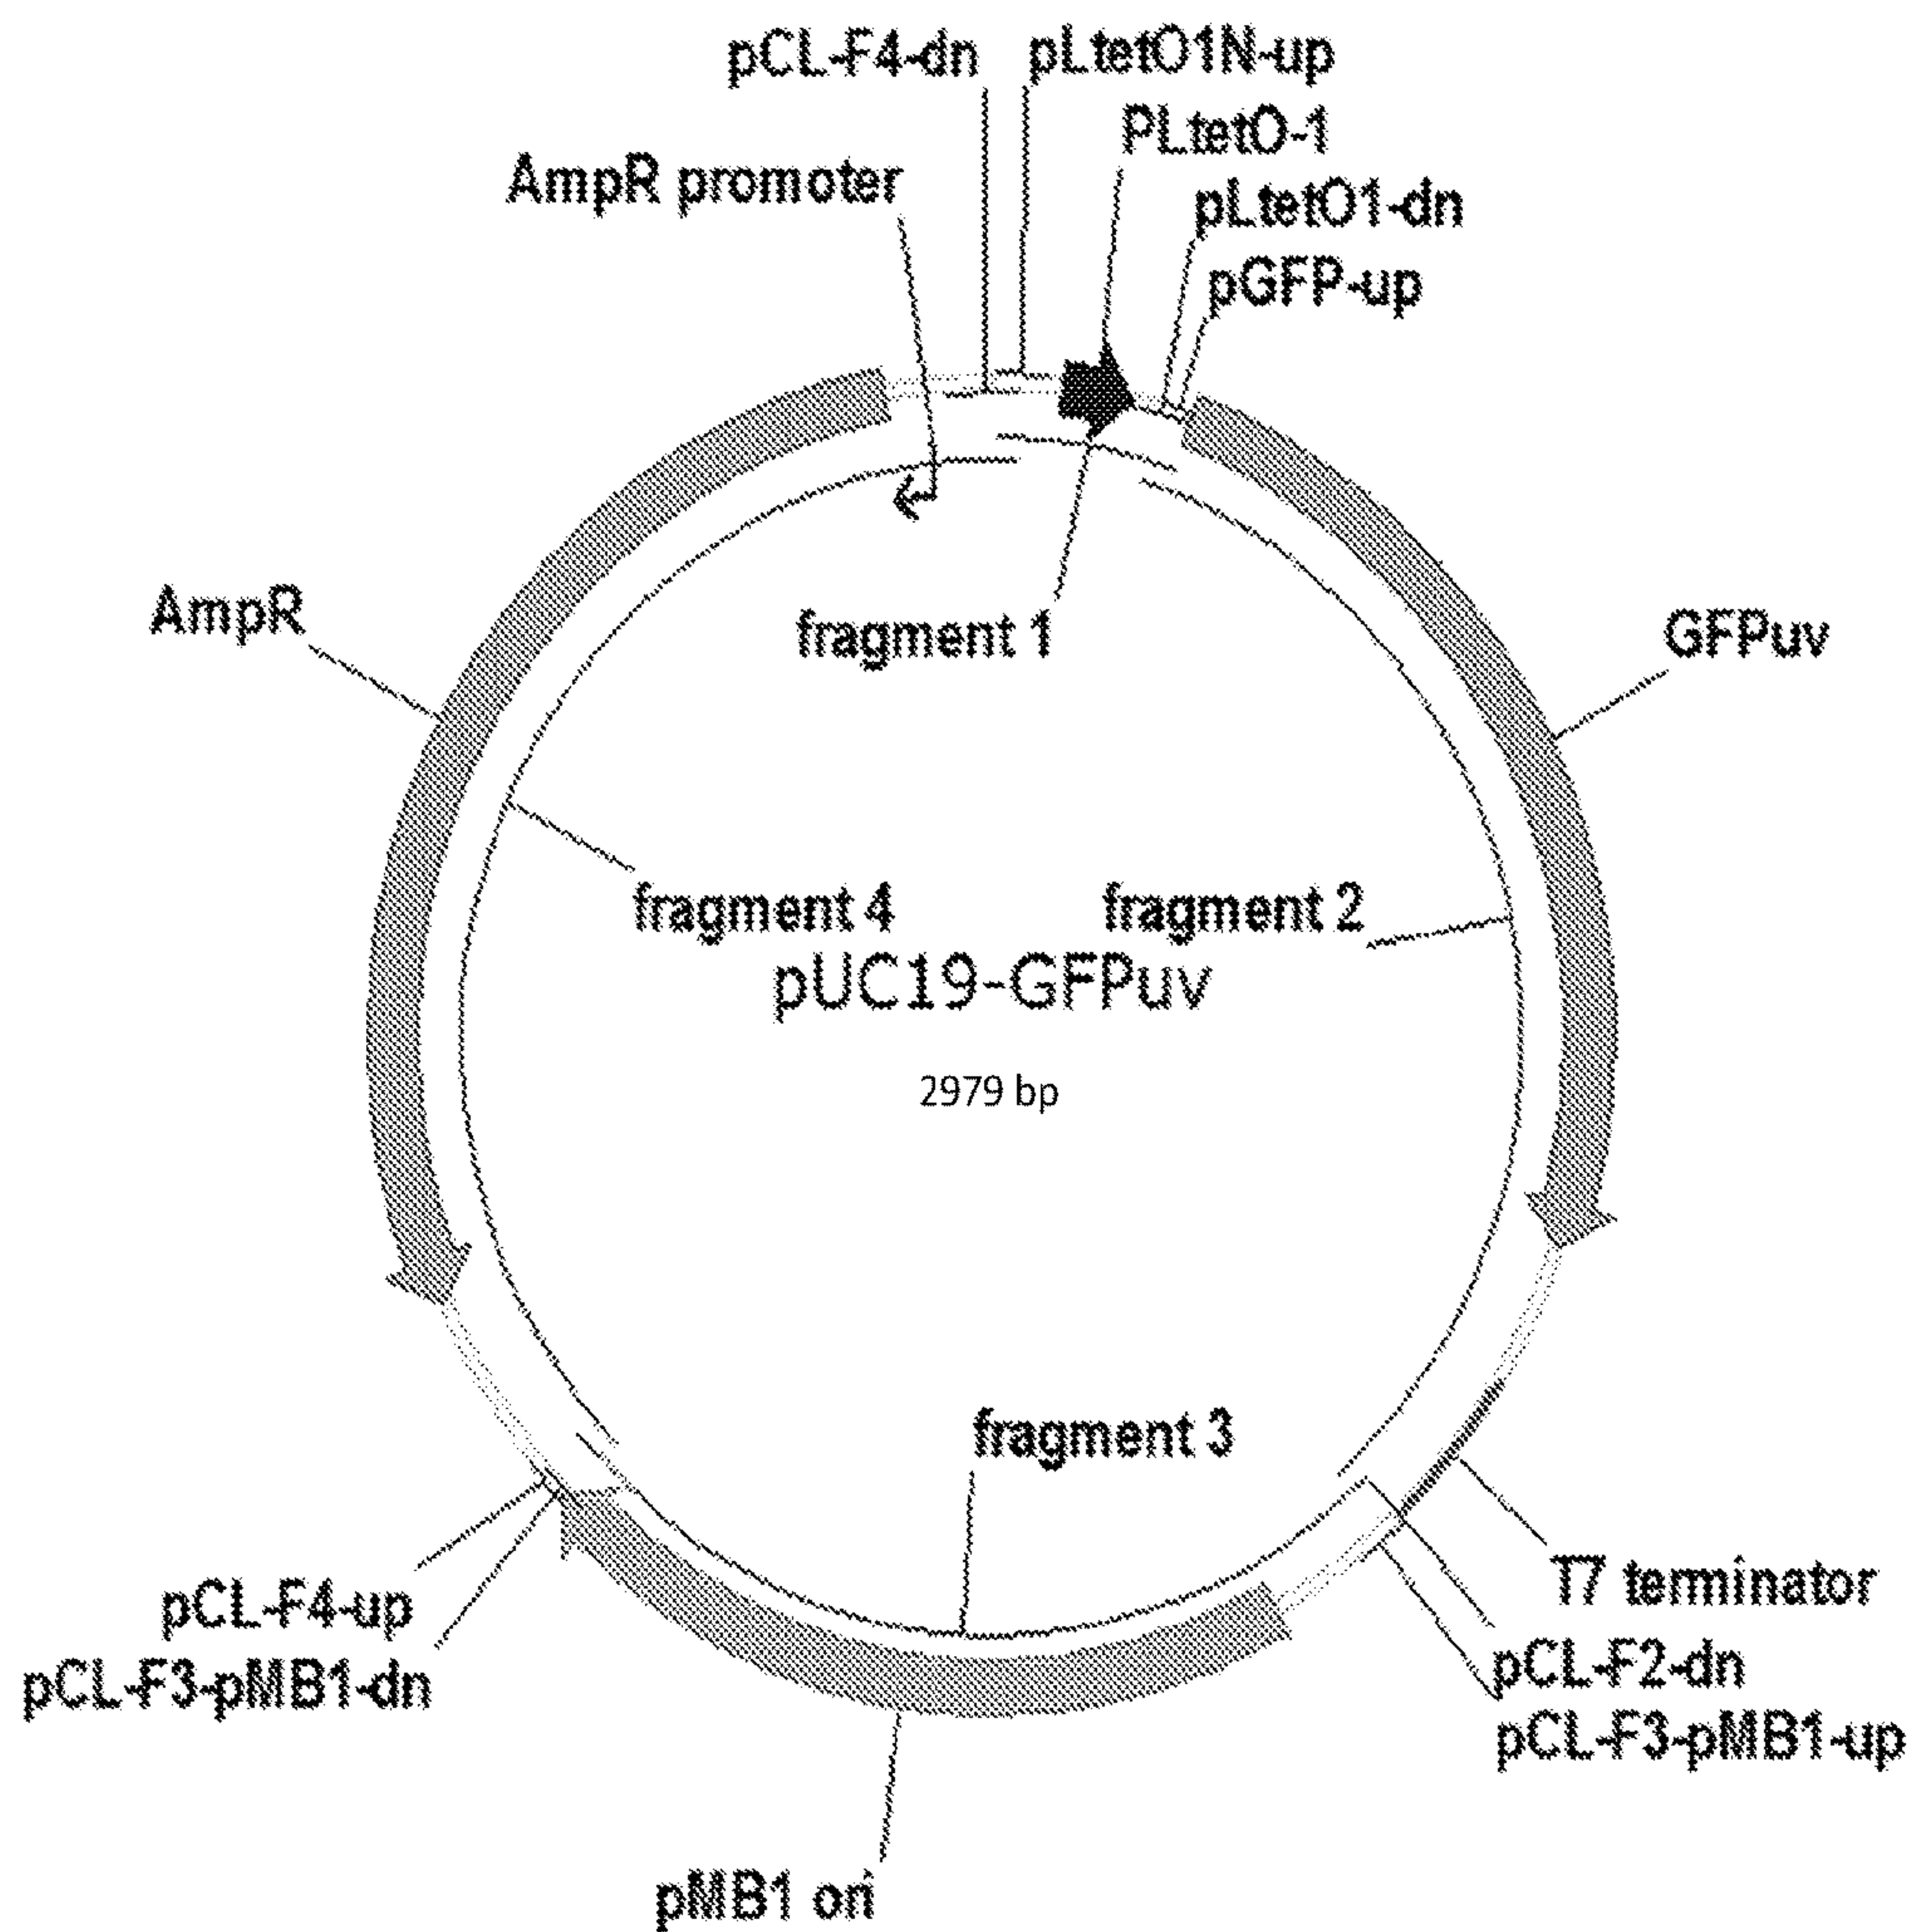 pCL-F4-dn
pLtetO1N-up
PLtetO-1
AmpR promoter
pLtetO1-dn
pGFP-up
AmpR
fragment 1
GFPuv
fragment 4
fragment 2
pUC19-GFPuv
2979 bp
fragment 3
T7 terminator
pCL-F4-up
pCL-F2-dn
pCL-F3-pMB1-dn
pCL-F3-pMB1-up
pMB1 ori